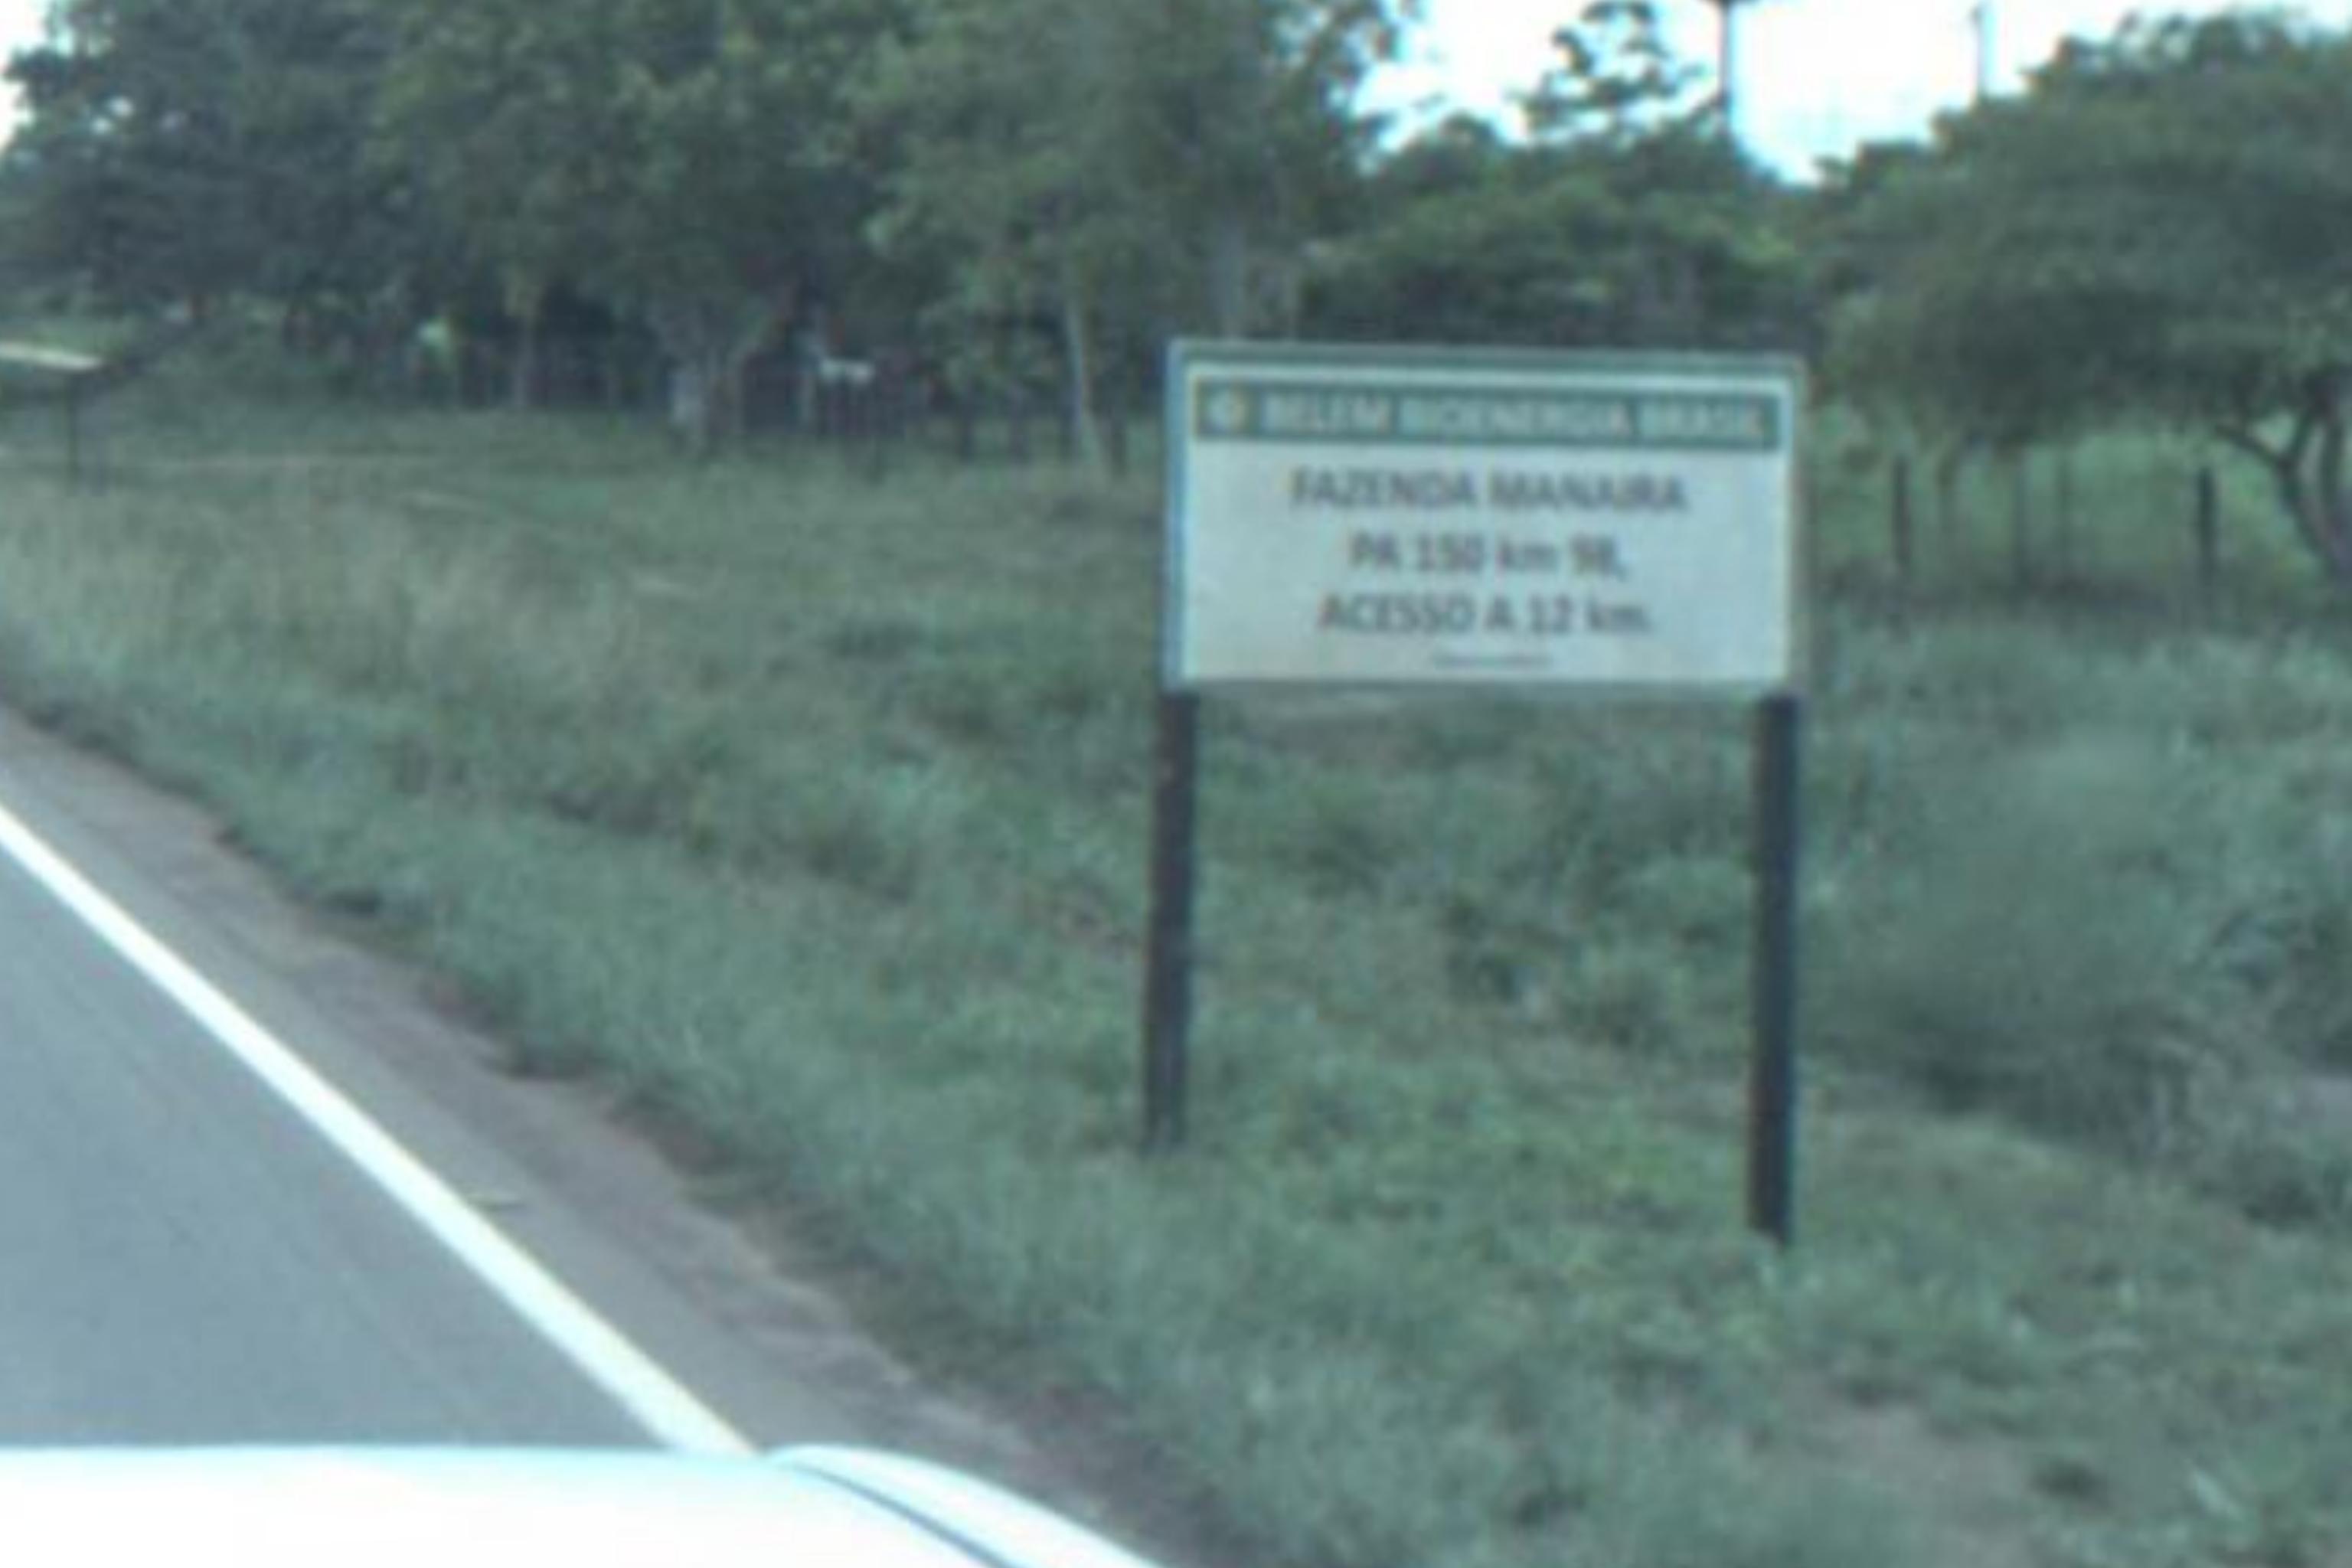 BELEM BIOENERGIA BRASIL
FAZENDA MANAIRA
PA 150 km 98,
ACESSO A 12 km.